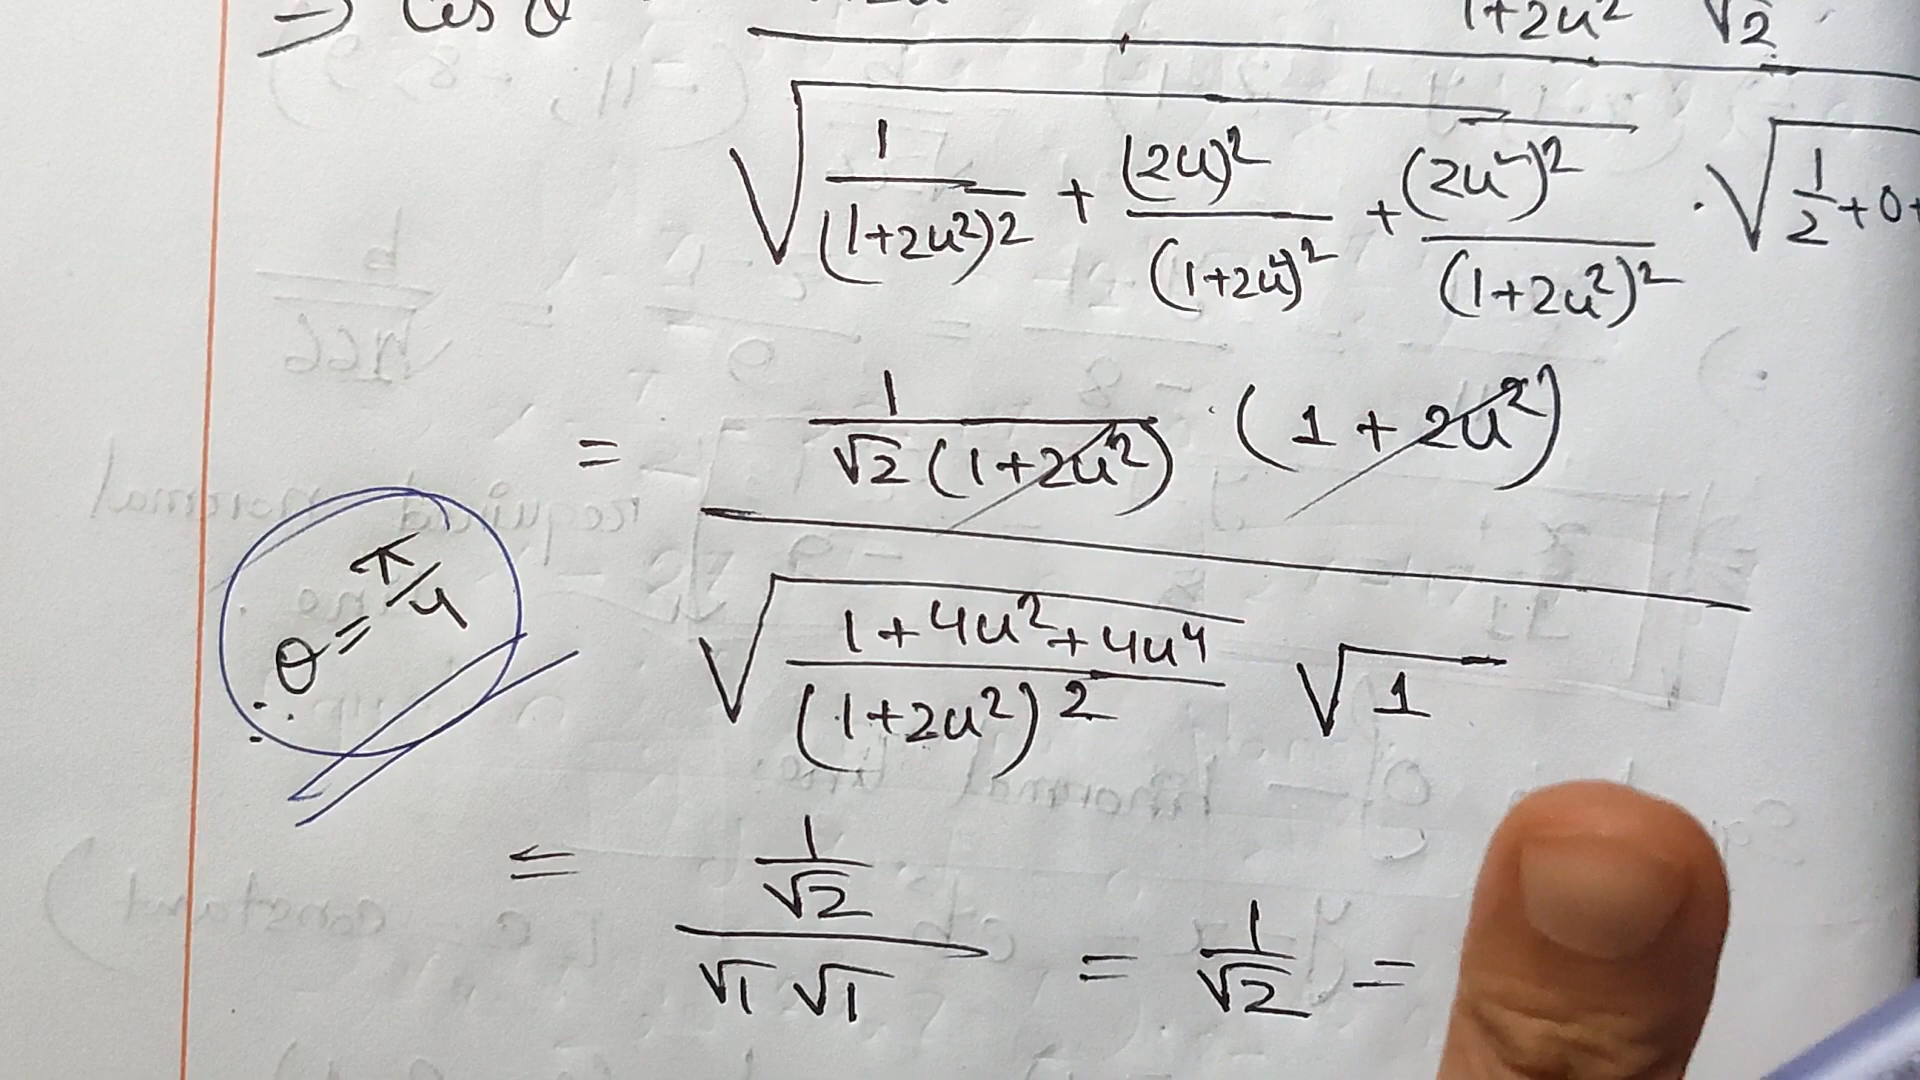 ⇒ Cos θ 1+2u² √2
√(1/(1+2u²)² + (2u)²/(1+2u²)² + (2u²)²/(1+2u²)²) · √(1/2 + 0 +
= 1/(√2(1+2u²)) · (1 + 2u²)
√((1+4u²+4u⁴)/(1+2u²)²) √1
∴ θ = π/4
= (1/√2)/(√1 √1) = 1/√2 =